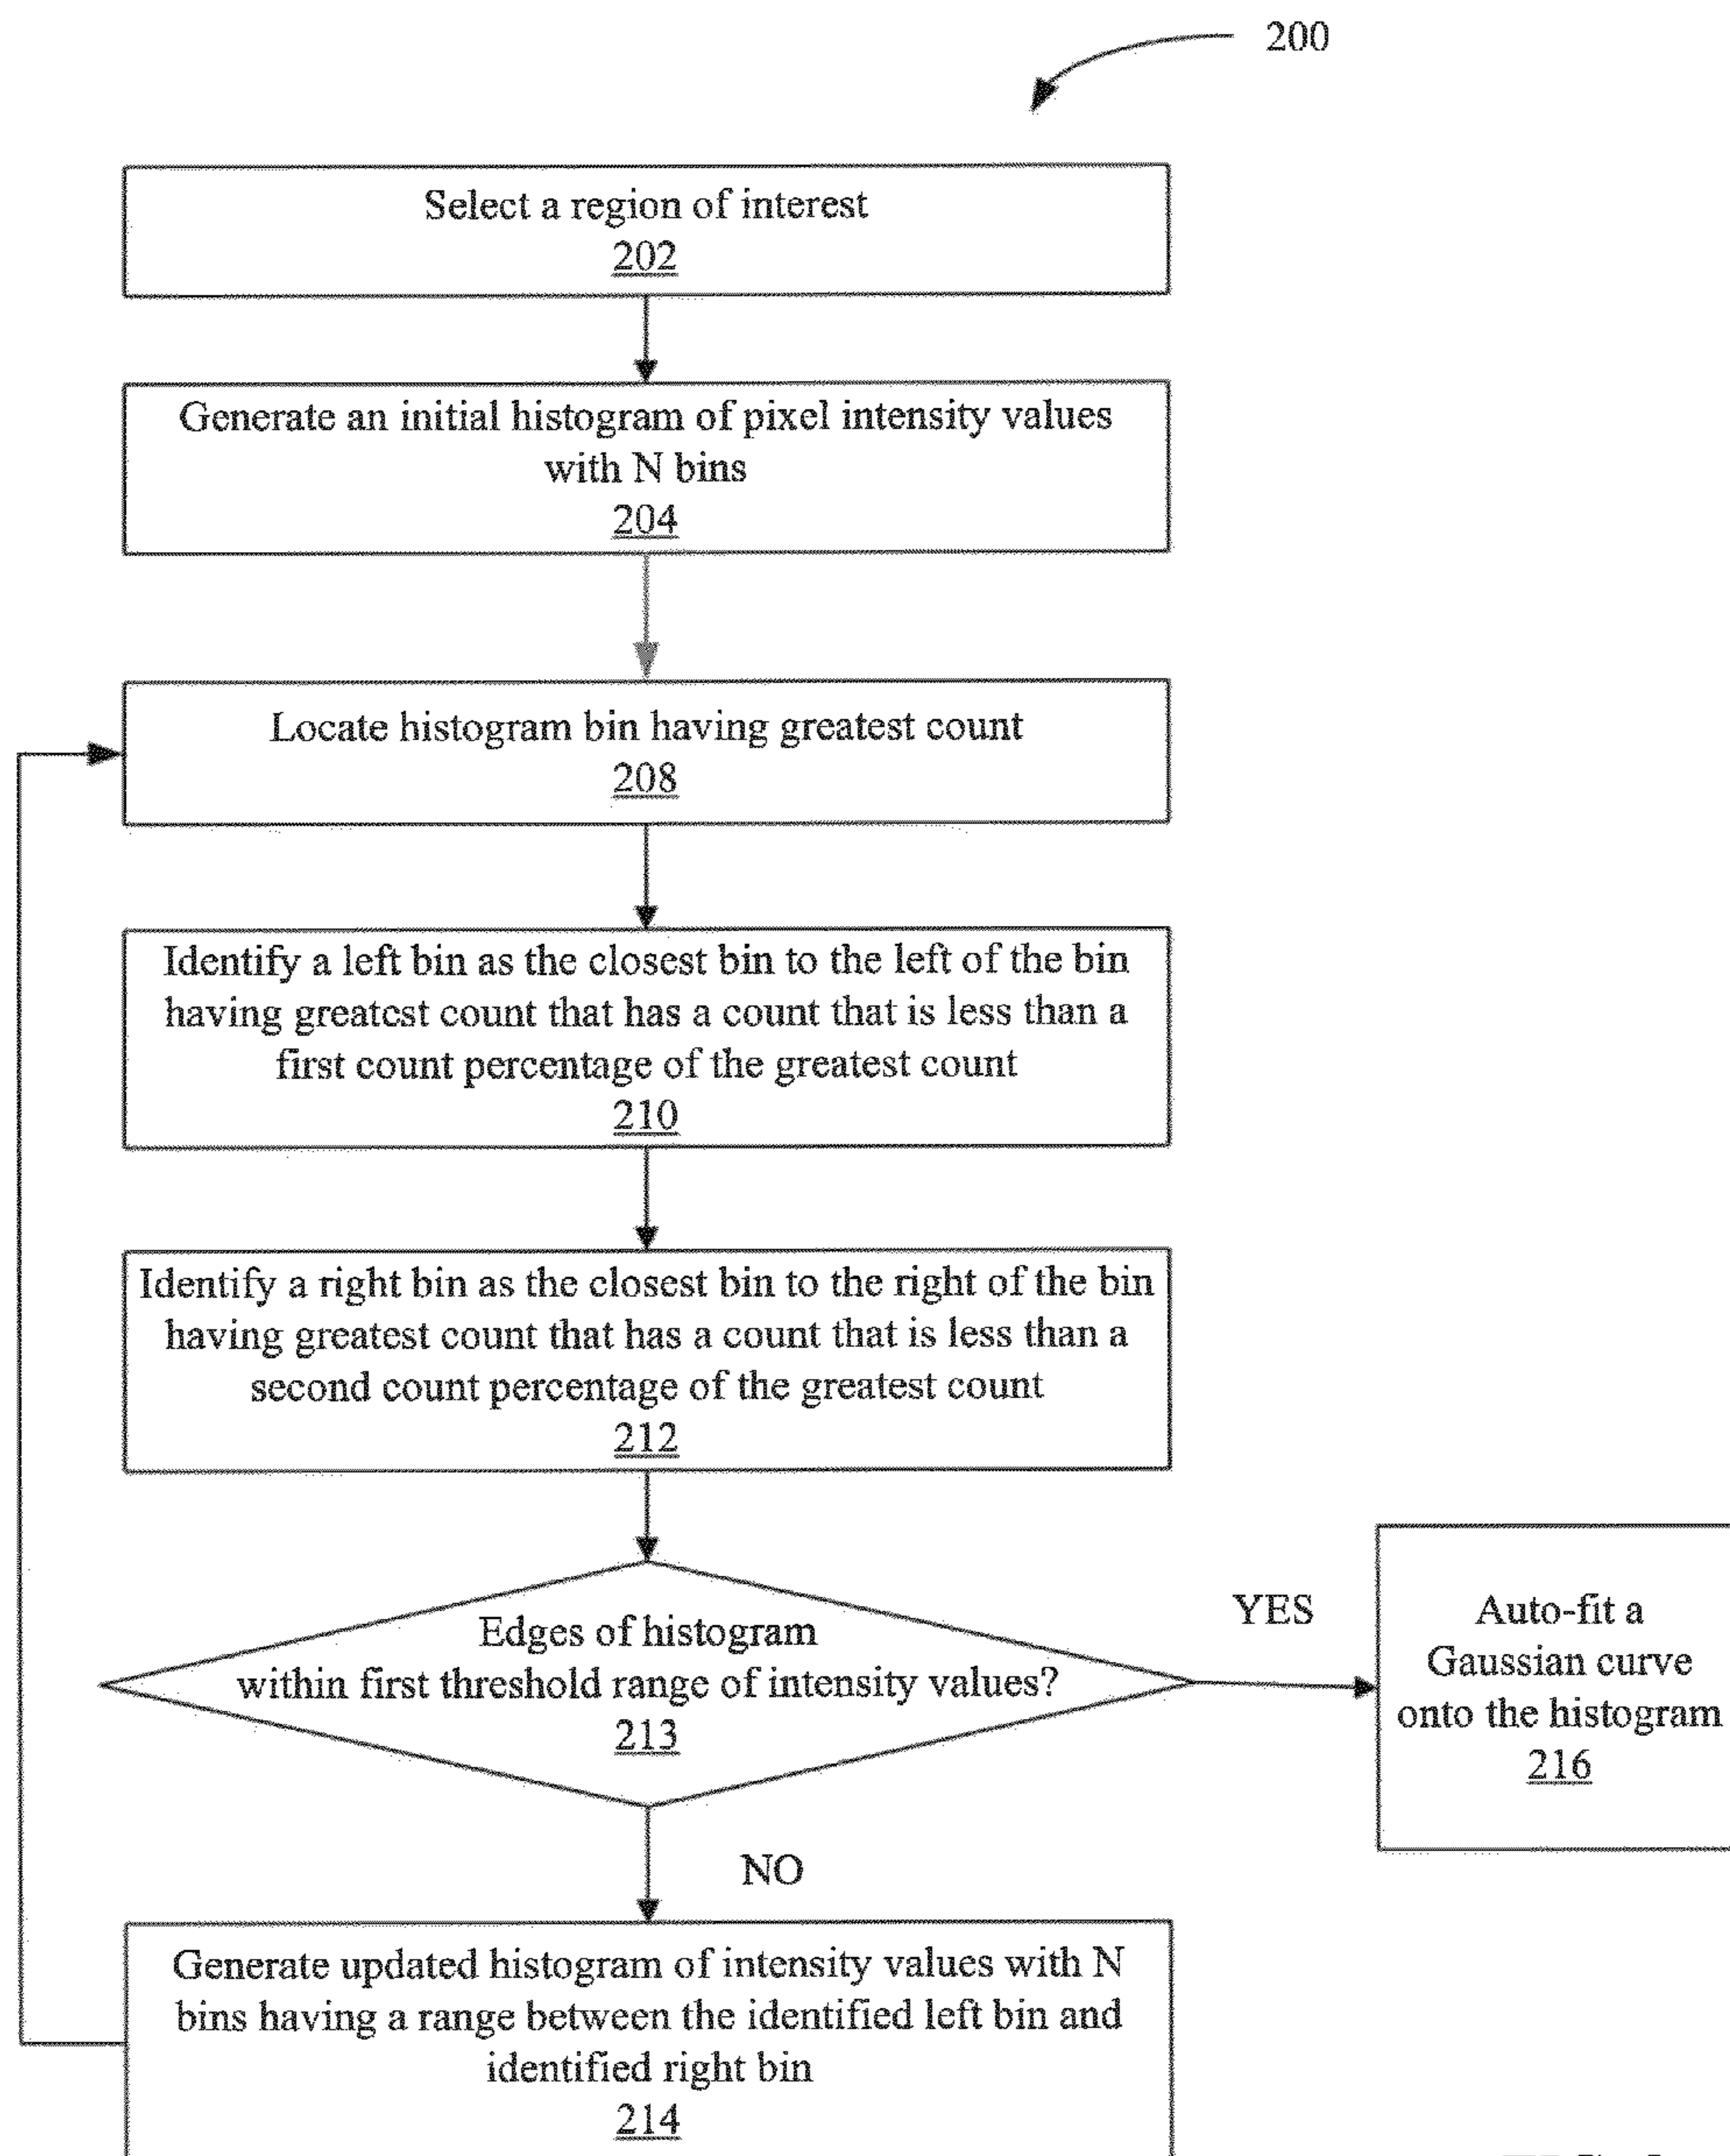 200
Select a region of interest
202
Generate an initial histogram of pixel intensity values
with N bins
204
Locate histogram bin having greatest count
208
Identify a left bin as the closest bin to the left of the bin
having greatest count that has a count that is less than a
first count percentage of the greatest count
210
Identify a right bin as the closest bin to the right of the bin
having greatest count that has a count that is less than a
second count percentage of the greatest count
212
Edges of histogram
within first threshold range of intensity values?
213
YES
Auto-fit a
Gaussian curve
onto the histogram
216
NO
Generate updated histogram of intensity values with N
bins having a range between the identified left bin and
identified right bin
214